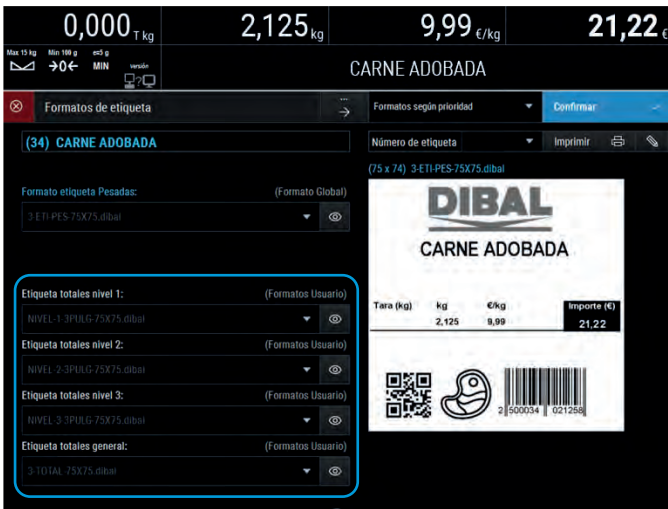 0,000 T kg
2,125 kg
9,99 €/kg
21,22 €
Max 15 kg Min 100 g e=5 g
→0← MIN versión
?
CARNE ADOBADA
Formatos de etiqueta
...
Formatos según prioridad
Confirmar
(34) CARNE ADOBADA
Número de etiqueta
Imprimir
(75 x 74) 3-ETI-PES-75X75.dibal
Formato etiqueta Pesadas: (Formato Global)
3-ETI-PES-75X75.dibal
Etiqueta totales nivel 1: (Formatos Usuario)
NIVEL-1-3PULG-75X75.dibal
Etiqueta totales nivel 2: (Formatos Usuario)
NIVEL-2-3PULG-75X75.dibal
Etiqueta totales nivel 3: (Formatos Usuario)
NIVEL-3-3PULG-75X75.dibal
Etiqueta totales general: (Formatos Usuario)
3-TOTAL-75X75.dibal
DIBAL
CARNE ADOBADA
Tara (kg) kg €/kg Importe (€)
2,125 9,99 21,22
2 500034 021258